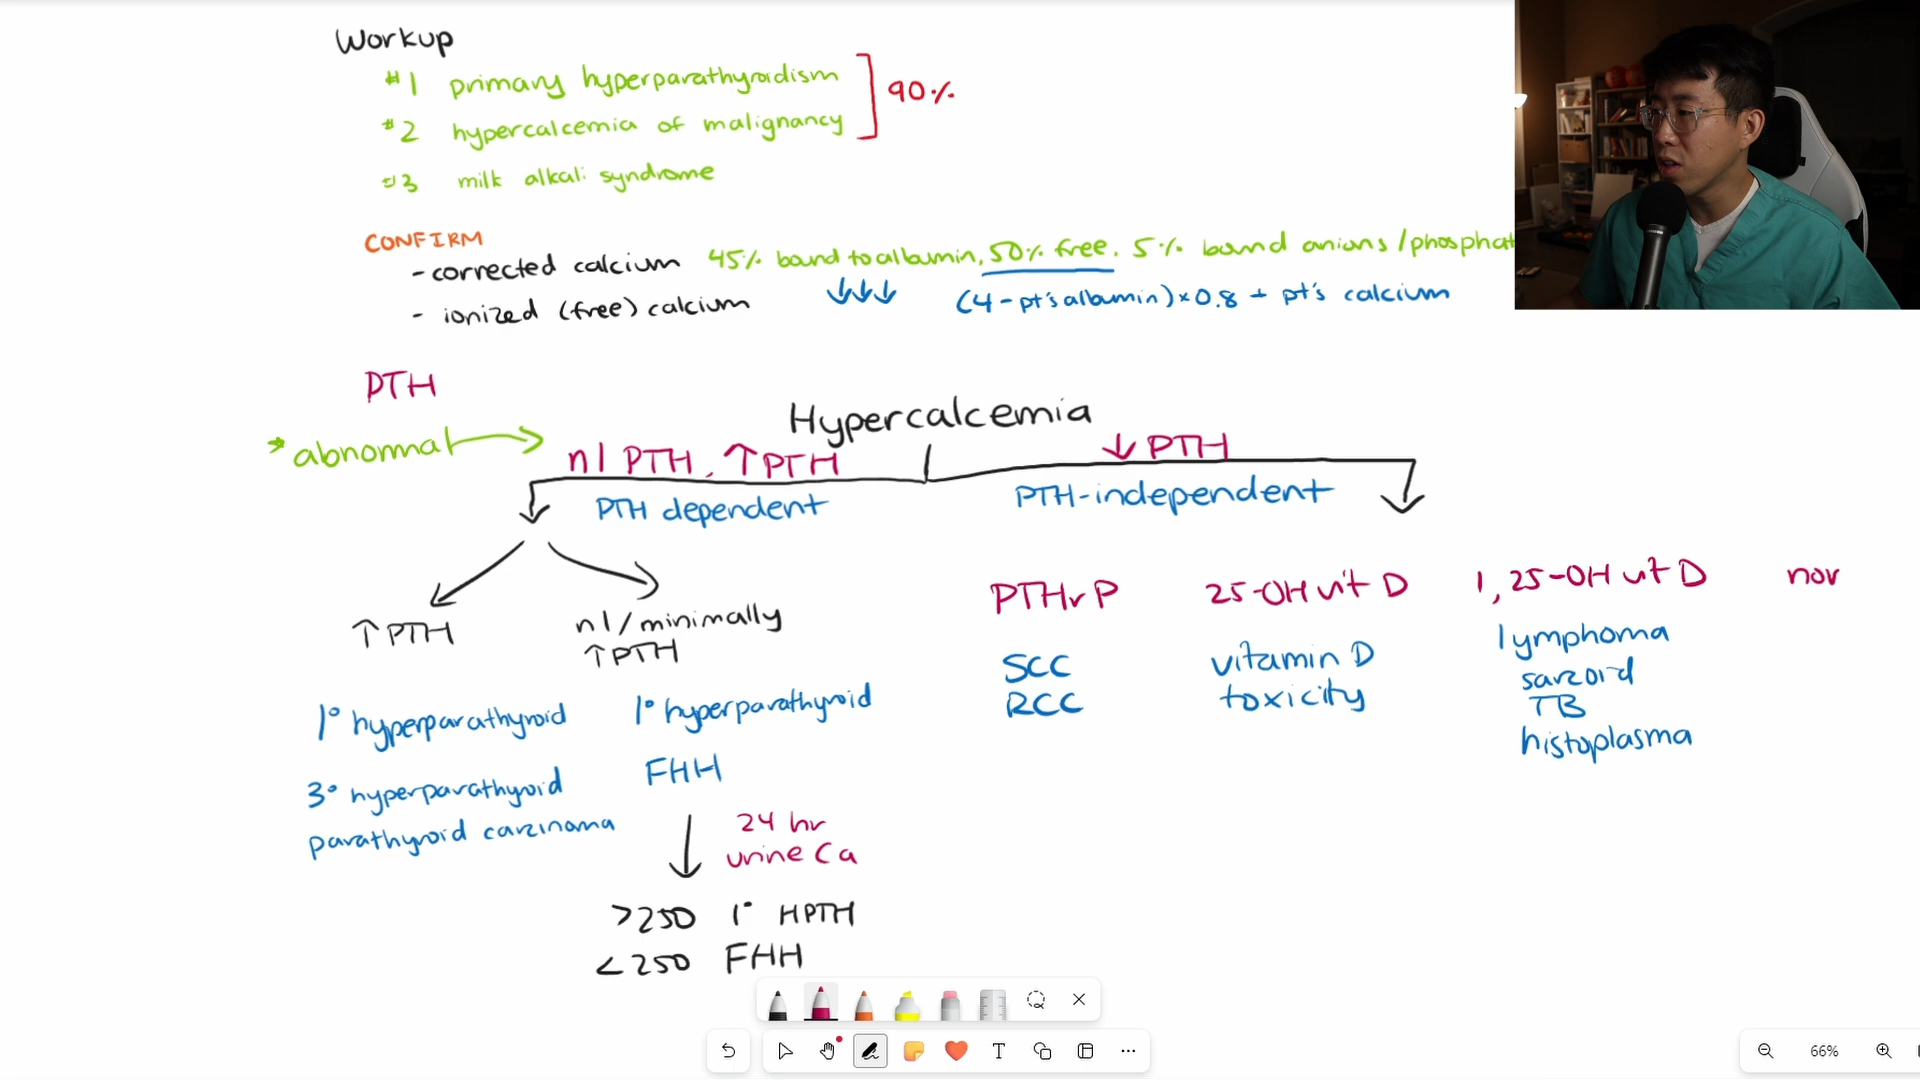 Workup
#1 primary hyperparathyroidism
#2 hypercalcemia of malignancy
90%
#3 milk alkali syndrome
CONFIRM
- corrected calcium 45% bound to albumin, 50% free. 5% bound anions/phosphat
- ionized (free) calcium ↓↓↓ (4-pt's albumin)×0.8 + pt's calcium
PTH
Hypercalcemia
* abnormal → nl PTH, ↑PTH ↓ PTH
PTH dependent PTH-independent
↑PTH nl/minimally ↑PTH
PTHrP 25-OH vit D 1,25-OH vit D nor
SCC vitamin D lymphoma
RCC toxicity sarcoid
TB
histoplasma
1° hyperparathyroid 1° hyperparathyroid
3° hyperparathyroid FHH
parathyroid carcinoma
24 hr
urine Ca
>250 1° HPTH
<250 FHH
66%